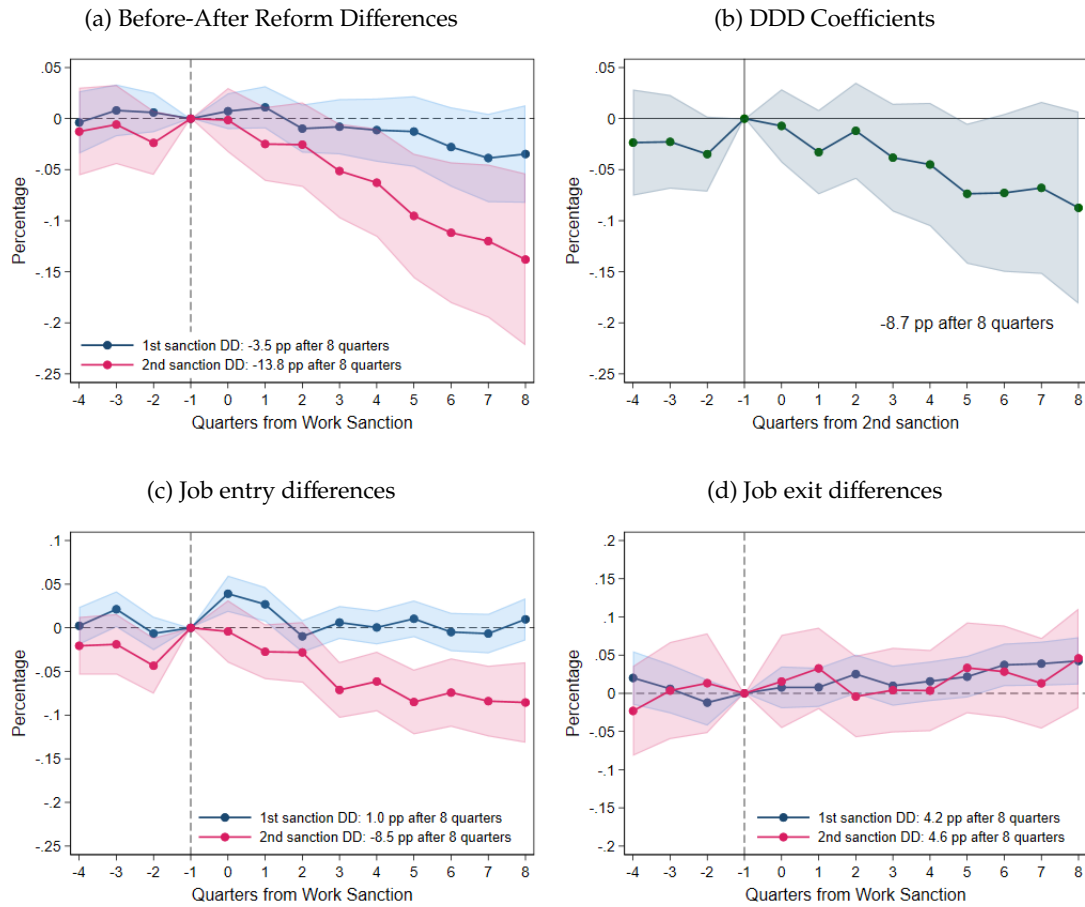 (a) Before-After Reform Differences
.05
0
-.05
-.1
-.15
-.2
-.25
Percentage
1st sanction DD: -3.5 pp after 8 quarters
2nd sanction DD: -13.8 pp after 8 quarters
-4 -3 -2 -1 0 1 2 3 4 5 6 7 8
Quarters from Work Sanction
(b) DDD Coefficients
.05
0
-.05
-.1
-.15
-.2
-.25
Percentage
-8.7 pp after 8 quarters
-4 -3 -2 -1 0 1 2 3 4 5 6 7 8
Quarters from 2nd sanction
(c) Job entry differences
.1
.05
0
-.05
-.1
-.15
-.2
-.25
Percentage
1st sanction DD: 1.0 pp after 8 quarters
2nd sanction DD: -8.5 pp after 8 quarters
-4 -3 -2 -1 0 1 2 3 4 5 6 7 8
Quarters from Work Sanction
(d) Job exit differences
.2
.15
.1
.05
0
-.05
-.1
-.15
-.2
Percentage
1st sanction DD: 4.2 pp after 8 quarters
2nd sanction DD: 4.6 pp after 8 quarters
-4 -3 -2 -1 0 1 2 3 4 5 6 7 8
Quarters from Work Sanction